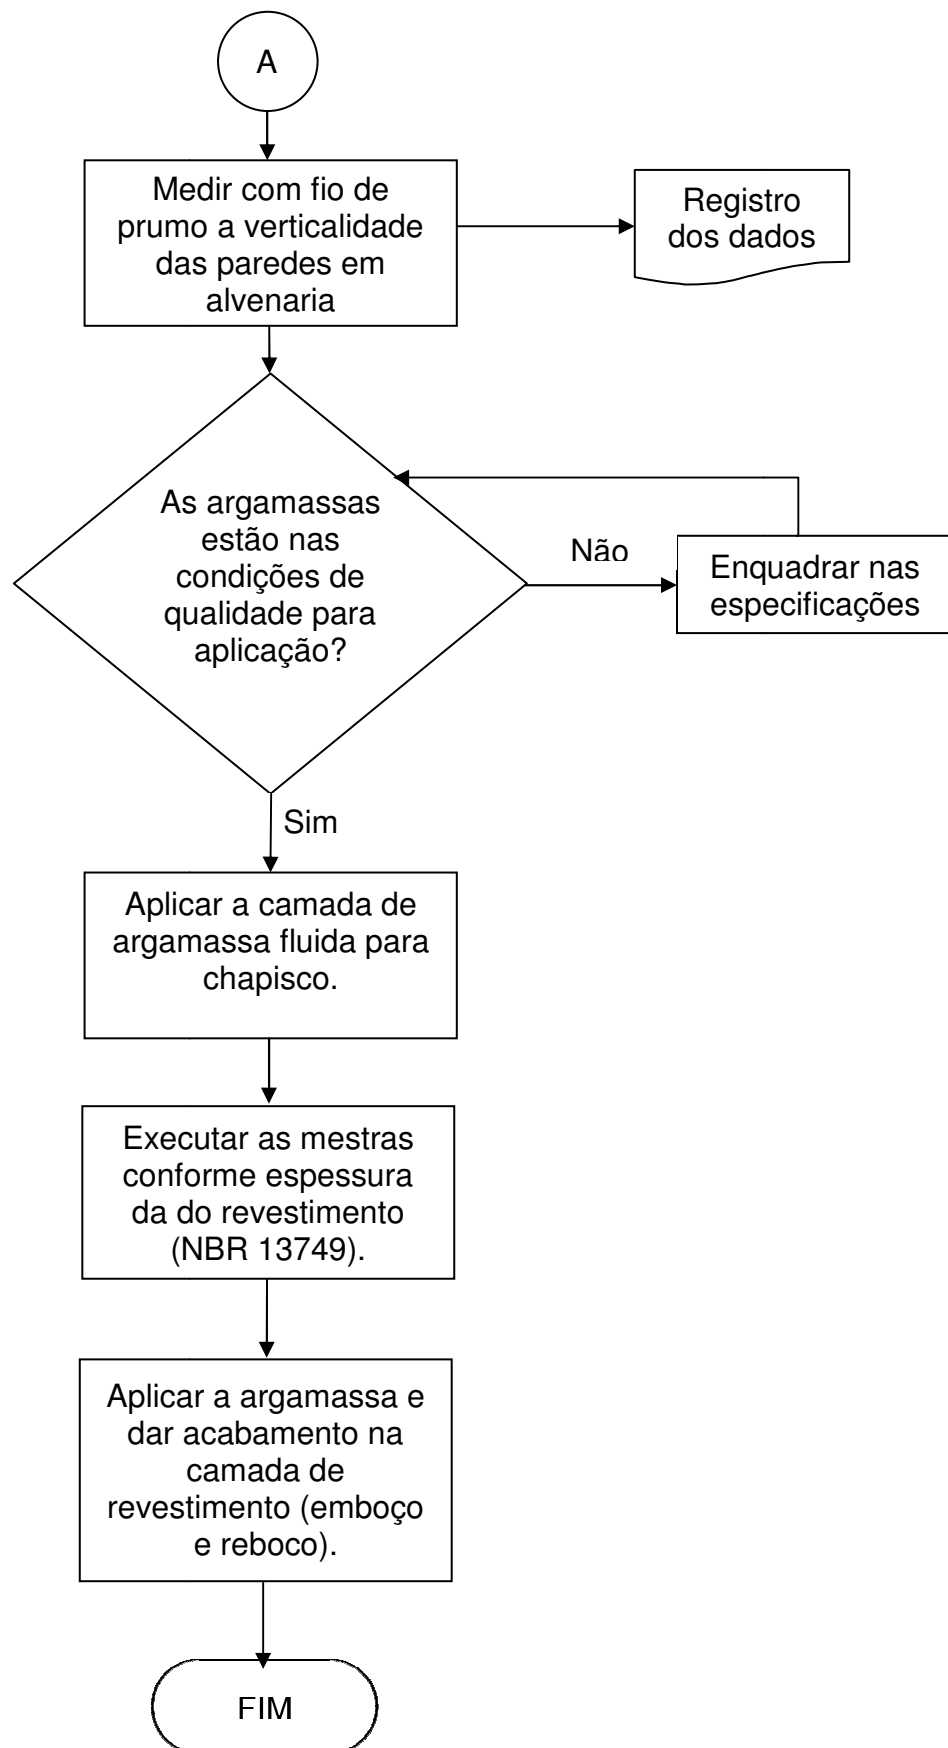 A
Medir com fio de
prumo a verticalidade
das paredes em
alvenaria
Registro
dos dados
As argamassas
estão nas
condições de
qualidade para
aplicação?
Não
Enquadrar nas
especificações
Sim
Aplicar a camada de
argamassa fluida para
chapisco.
Executar as mestras
conforme espessura
da do revestimento
(NBR 13749).
Aplicar a argamassa e
dar acabamento na
camada de
revestimento (emboço
e reboco).
FIM